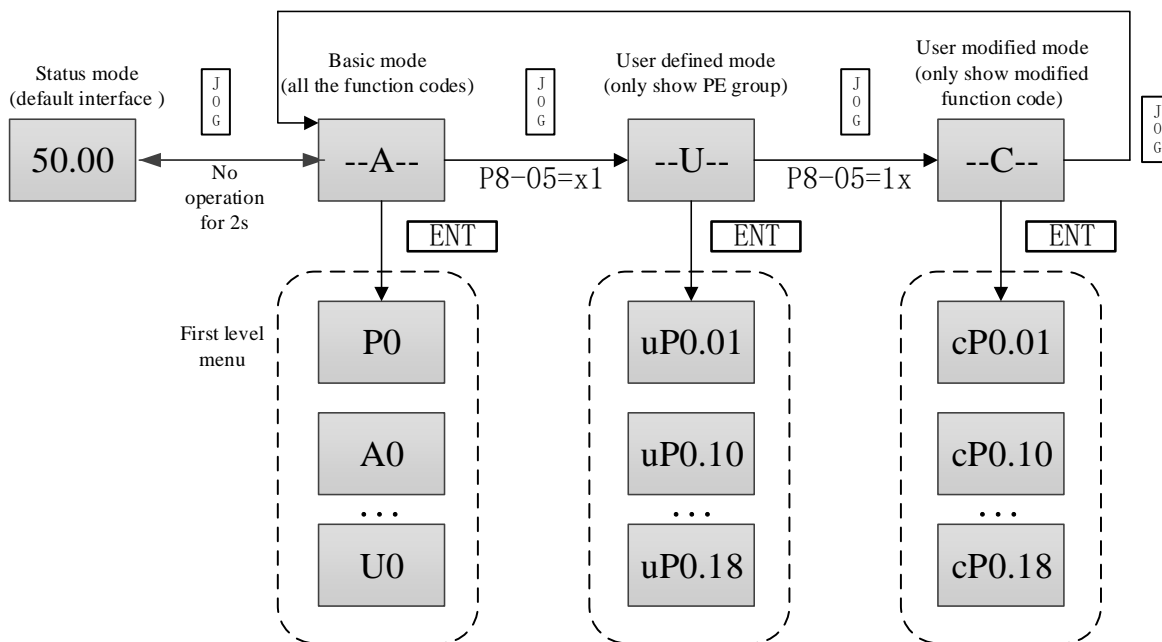 Status mode
(default interface )
J
O
G
Basic mode
(all the function codes)
J
O
G
User defined mode
(only show PE group)
J
O
G
User modified mode
(only show modified
function code)
J
O
G
50.00
No
operation
for 2s
--A--
P8-05=x1
--U--
P8-05=1x
--C--
ENT
ENT
ENT
First level
menu
P0
uP0.01
cP0.01
A0
uP0.10
cP0.10
...
...
...
U0
uP0.18
cP0.18